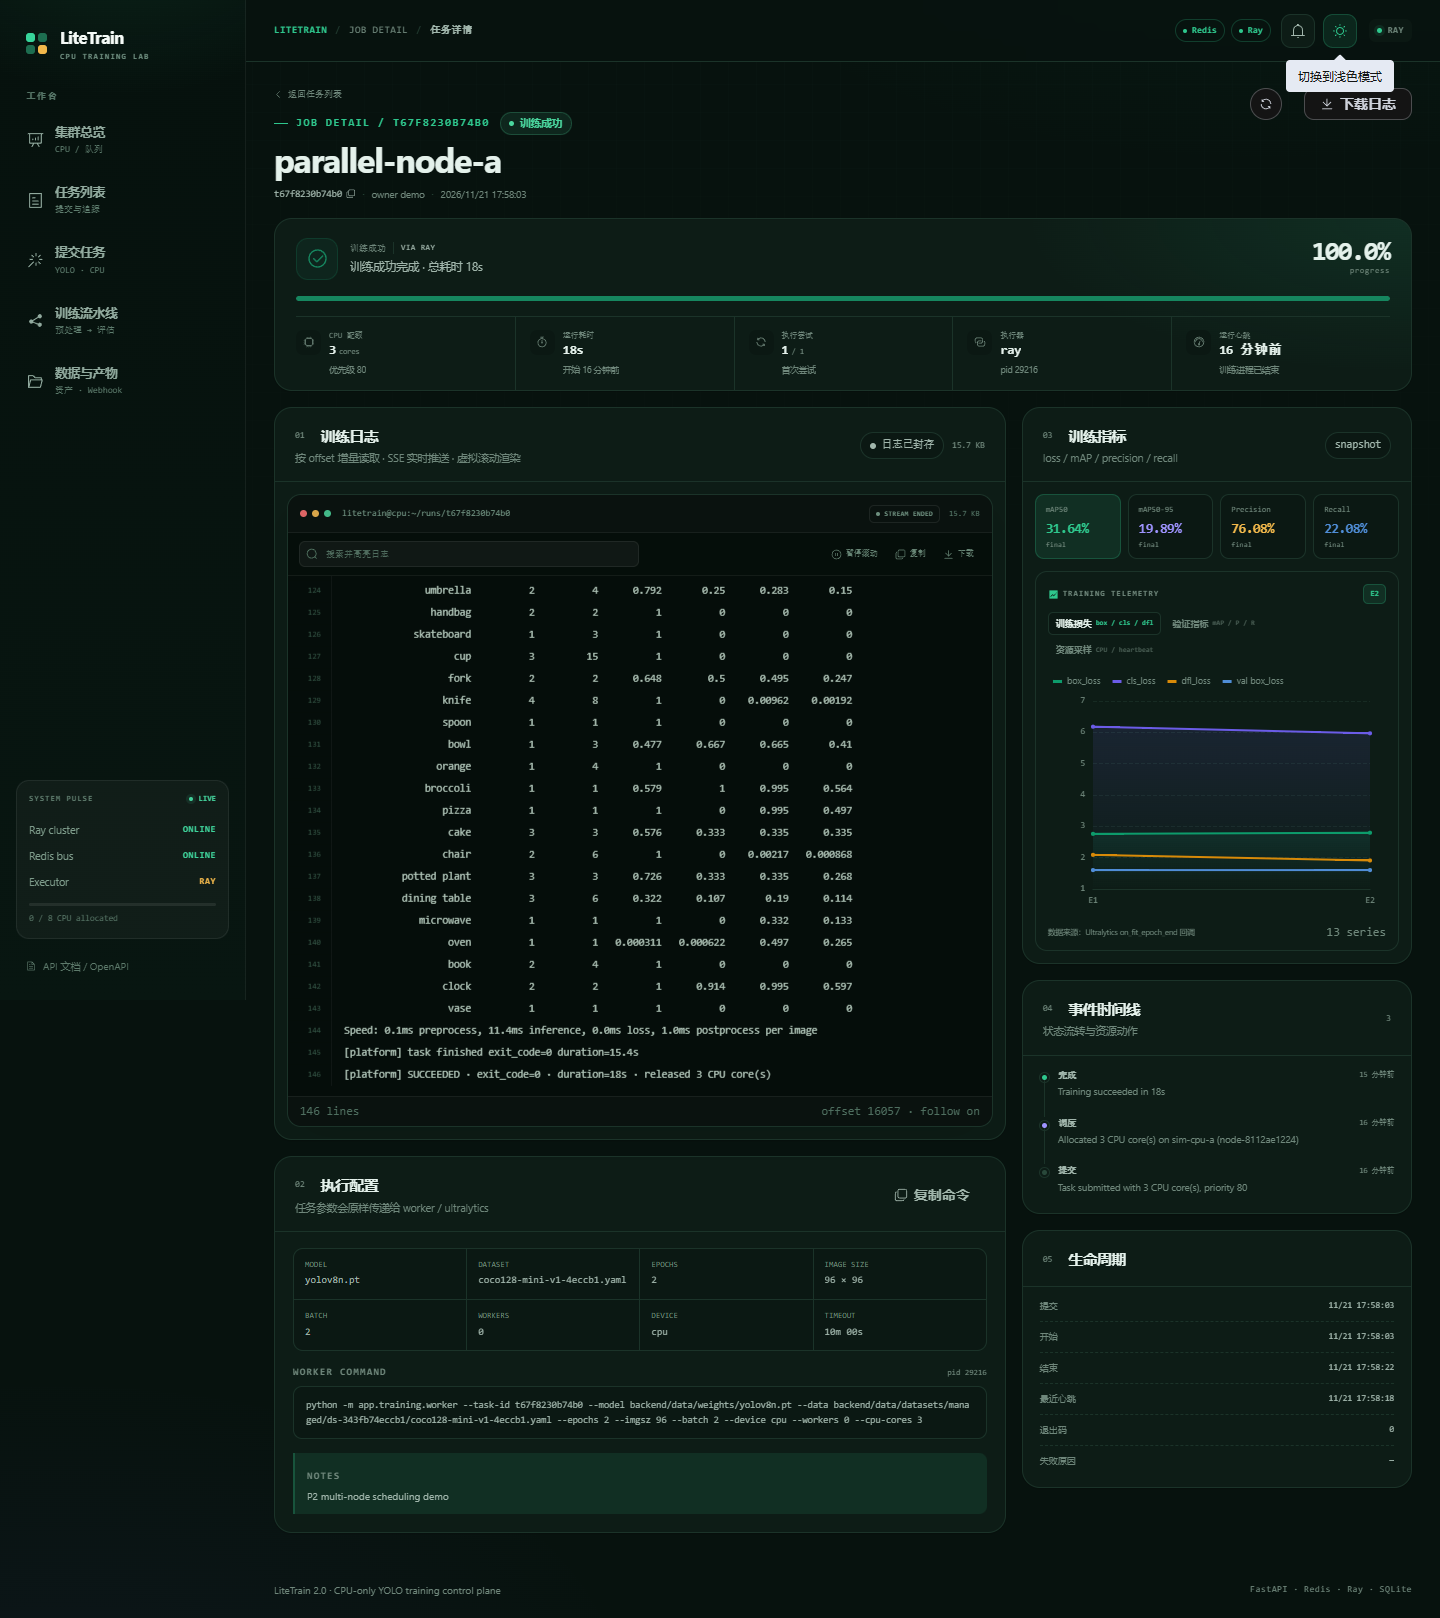 LiteTrain
CPU TRAINING LAB
工作台
集群总览
CPU / 队列
任务列表
提交与追踪
提交任务
YOLO · CPU
训练流水线
预处理 → 评估
数据与产物
资产 · Webhook
SYSTEM PULSE
LIVE
Ray cluster ONLINE
Redis bus ONLINE
Executor RAY
0 / 8 CPU allocated
API 文档 / OpenAPI
LITETRAIN / JOB DETAIL / 任务详情
Redis
Ray
RAY
切换到浅色模式
返回任务列表
JOB DETAIL / T67F8230B74B0
训练成功
下载日志
parallel-node-a
t67f8230b74b0 · owner demo · 2026/11/21 17:58:03
训练成功 VIA RAY
训练成功完成 · 总耗时 18s
100.0%
progress
CPU 配额
3 cores
优先级 80
运行耗时
18s
开始 16 分钟前
执行尝试
1 / 1
首次尝试
执行器
ray
pid 29216
运行心跳
16 分钟前
训练进程已结束
01 训练日志
按 offset 增量读取 · SSE 实时推送 · 虚拟滚动渲染
日志已封存
15.7 KB
litetrain@cpu:~/runs/t67f8230b74b0
STREAM ENDED
15.7 KB
搜索并高亮日志
暂停滚动
复制
下载
124 umbrella 2 4 0.792 0.25 0.283 0.15
125 handbag 2 2 1 0 0 0
126 skateboard 1 3 1 0 0 0
127 cup 3 15 1 0 0 0
128 fork 2 2 0.648 0.5 0.495 0.247
129 knife 4 8 1 0 0.00962 0.00192
130 spoon 1 1 1 0 0 0
131 bowl 1 3 0.477 0.667 0.665 0.41
132 orange 1 4 1 0 0 0
133 broccoli 1 1 0.579 1 0.995 0.564
134 pizza 1 1 1 0 0.995 0.497
135 cake 3 3 0.576 0.333 0.335 0.335
136 chair 2 6 1 0 0.00217 0.000868
137 potted plant 3 3 0.726 0.333 0.335 0.268
138 dining table 3 6 0.322 0.107 0.19 0.114
139 microwave 1 1 1 0 0.332 0.133
140 oven 1 1 0.000311 0.000622 0.497 0.265
141 book 2 4 1 0 0 0
142 clock 2 2 1 0.914 0.995 0.597
143 vase 1 1 1 0 0 0
144 Speed: 0.1ms preprocess, 11.4ms inference, 0.0ms loss, 1.0ms postprocess per image
145 [platform] task finished exit_code=0 duration=15.4s
146 [platform] SUCCEEDED · exit_code=0 · duration=18s · released 3 CPU core(s)
146 lines
offset 16057 · follow on
02 执行配置
任务参数会原样传递给 worker / ultralytics
复制命令
MODEL
yolov8n.pt
DATASET
coco128-mini-v1-4eccb1.yaml
EPOCHS
2
IMAGE SIZE
96 × 96
BATCH
2
WORKERS
0
DEVICE
cpu
TIMEOUT
10m 00s
WORKER COMMAND
pid 29216
python -m app.training.worker --task-id t67f8230b74b0 --model backend/data/weights/yolov8n.pt --data backend/data/datasets/mana
ged/ds-343fb74eccb1/coco128-mini-v1-4eccb1.yaml --epochs 2 --imgsz 96 --batch 2 --device cpu --workers 0 --cpu-cores 3
NOTES
P2 multi-node scheduling demo
03 训练指标
loss / mAP / precision / recall
snapshot
mAP50
31.64%
final
mAP50-95
19.89%
final
Precision
76.08%
final
Recall
22.08%
final
TRAINING TELEMETRY
E2
训练损失 box / cls / dfl
验证指标 mAP / P / R
资源采样 CPU / heartbeat
box_loss cls_loss dfl_loss val box_loss
7
6
5
4
3
2
1
E1 E2
数据来源: Ultralytics on_fit_epoch_end 回调
13 series
04 事件时间线
状态流转与资源动作
3
完成 15 分钟前
Training succeeded in 18s
调度 16 分钟前
Allocated 3 CPU core(s) on sim-cpu-a (node-8112ae1224)
提交 16 分钟前
Task submitted with 3 CPU core(s), priority 80
05 生命周期
提交 11/21 17:58:03
开始 11/21 17:58:03
结束 11/21 17:58:22
最近心跳 11/21 17:58:18
退出码 0
失败原因 —
LiteTrain 2.0 · CPU-only YOLO training control plane
FastAPI · Redis · Ray · SQLite